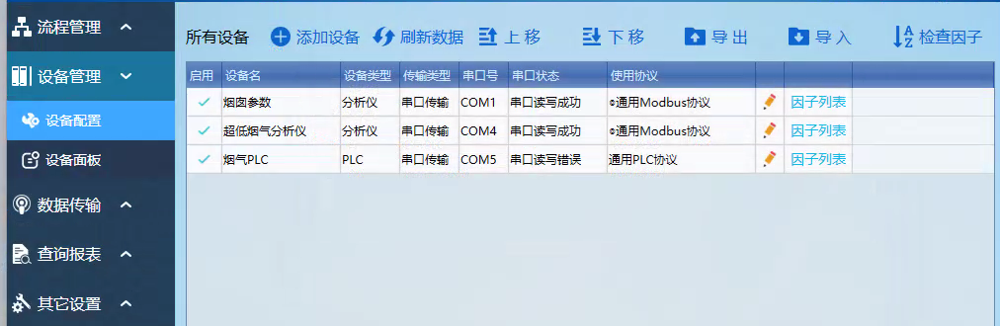 流程管理
设备管理
设备配置
设备面板
数据传输
查询报表
其它设置
所有设备 添加设备 刷新数据 上移 下移 导出 导入 检查因子
启用 设备名 设备类型 传输类型 串口号 串口状态 使用协议
烟囱参数 分析仪 串口传输 COM1 串口读写成功 通用Modbus协议 因子列表
超低烟气分析仪 分析仪 串口传输 COM4 串口读写成功 通用Modbus协议 因子列表
烟气PLC PLC 串口传输 COM5 串口读写错误 通用PLC协议 因子列表